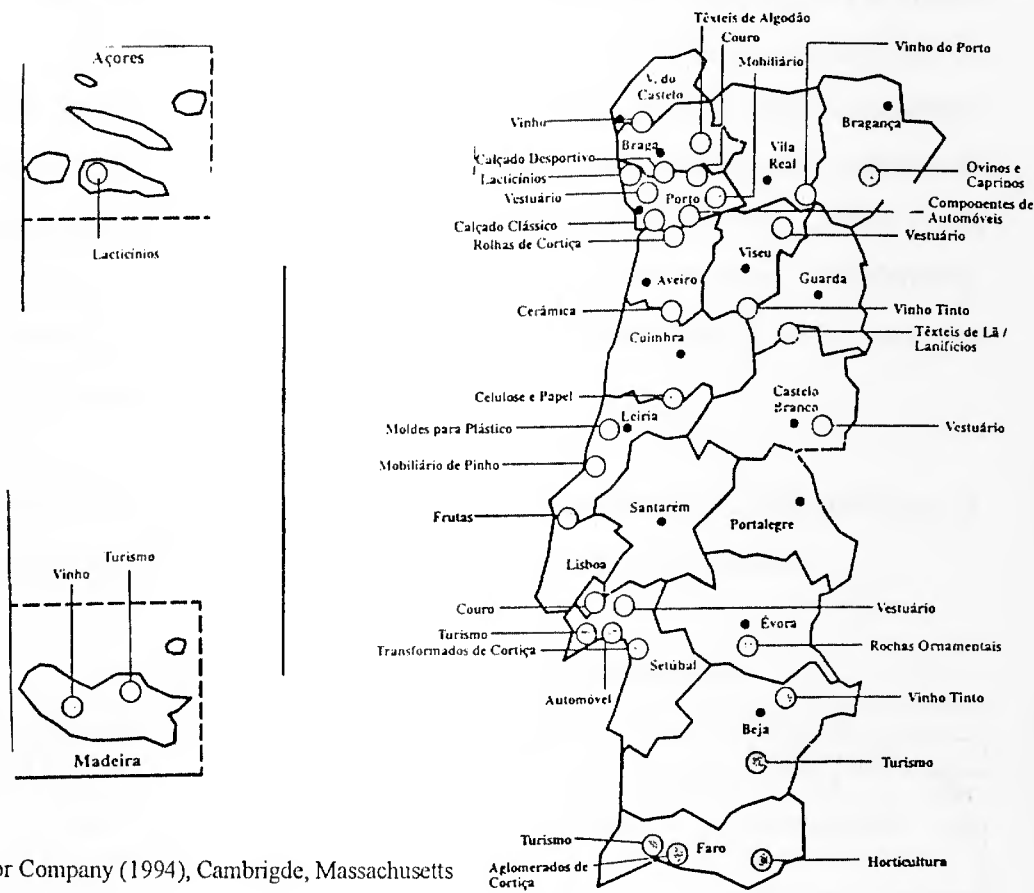 Açores
Lacticínios
Vinho
Turismo
Madeira
Têxteis de Algodão
Couro
Mobiliário
Vinho do Porto
V. do
Castelo
Bragança
Vinho
Braga
Vila
Real
Calçado Desportivo
Lacticínios
Ovinos e
Caprinos
Vestuário
Porto
Componentes de
Automóveis
Calçado Clássico
Rolhas de Cortiça
Vestuário
Viseu
Aveiro
Guarda
Cerâmica
Vinho Tinto
Coimbra
Têxteis de Lã /
Lanifícios
Celulose e Papel
Castelo
Branco
Leiria
Moldes para Plástico
Vestuário
Mobiliário de Pinho
Santarém
Frutas
Portalegre
Lisboa
Couro
Vestuário
Turismo
Évora
Transformados de Cortiça
Rochas Ornamentais
Setúbal
Automóvel
Vinho Tinto
Beja
Turismo
Turismo
Faro
Aglomerados de
Cortiça
Horticultura
or Company (1994), Cambrigde, Massachusetts